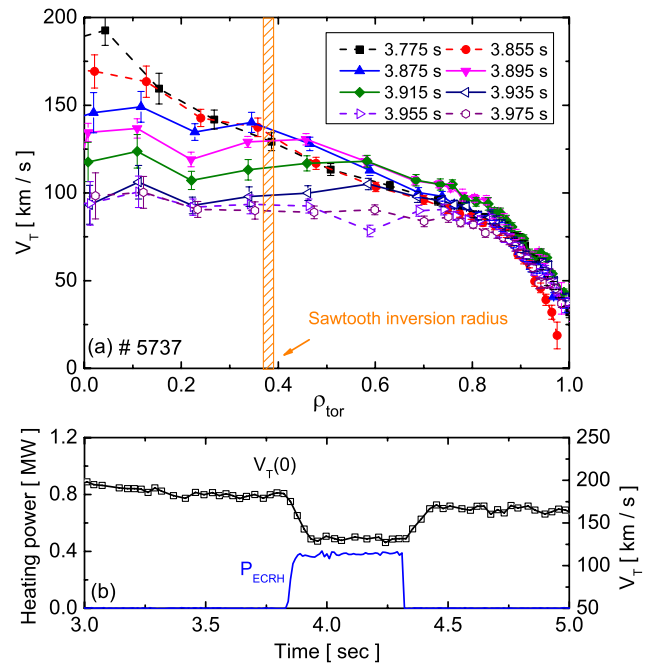 200
150
100
50
0
V_T [ km / s ]
3.775 s 3.855 s
3.875 s 3.895 s
3.915 s 3.935 s
3.955 s 3.975 s
Sawtooth inversion radius
(a) # 5737
0.0 0.2 0.4 0.6 0.8 1.0
ρ_tor
1.2
0.8
0.4
0.0
Heating power [ MW ]
V_T(0)
P_ECRH
(b)
250
200
150
100
50
V_T [ km / s ]
3.0 3.5 4.0 4.5 5.0
Time [ sec ]